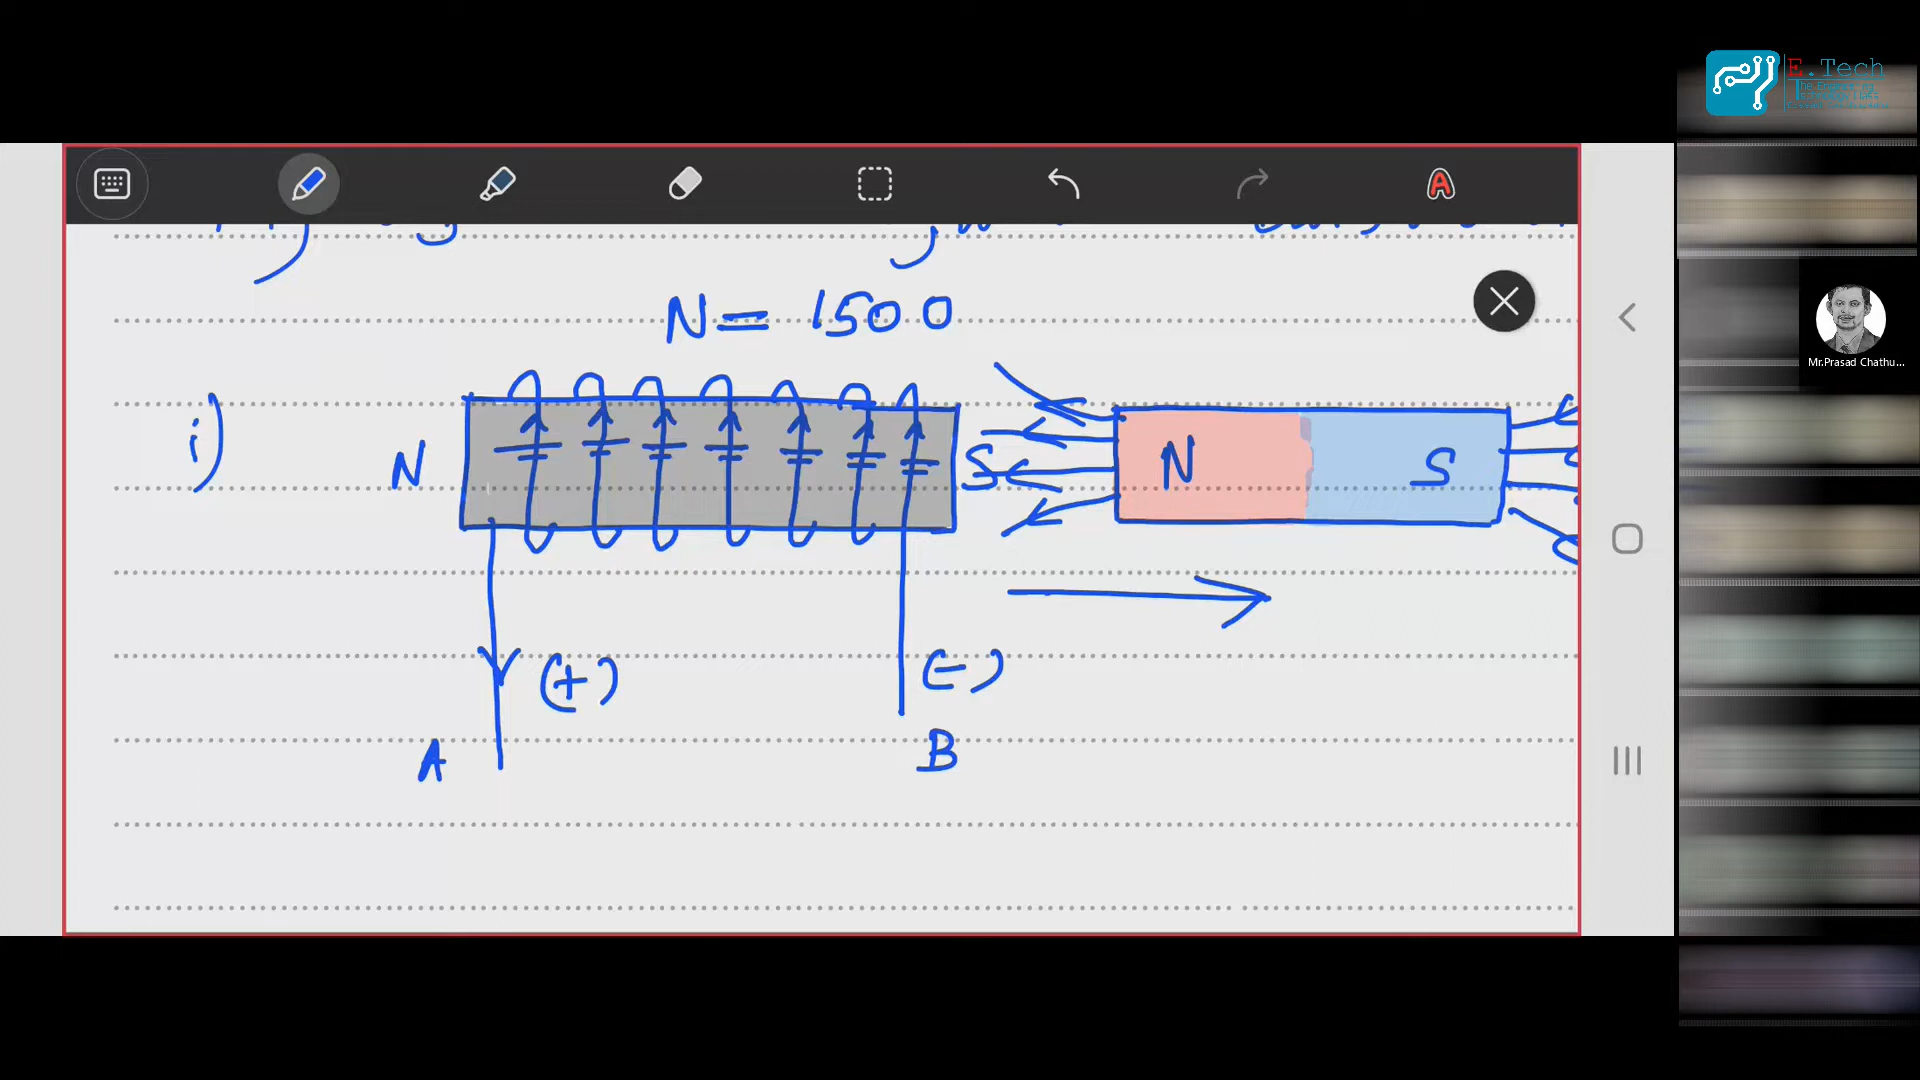 E.Tech
A
N = 1500
i)
N
S
N
S
(+)
(-)
A
B
Mr.Prasad Chathu...